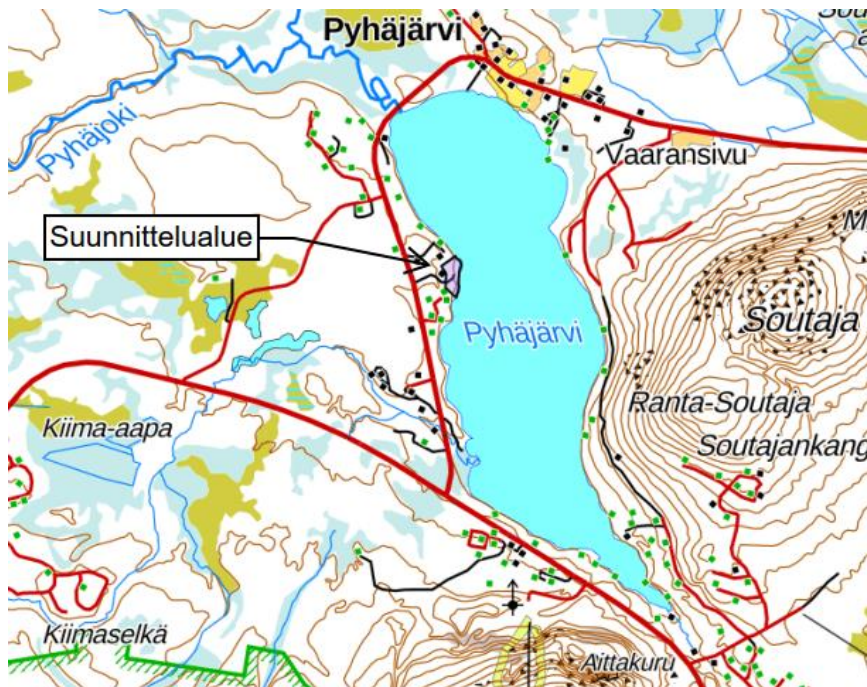 Pyhäjärvi
Pyhäjoki
Vaaransivu
Suunnittelualue
Soutaja
Pyhäjärvi
Ranta-Soutaja
Kiima-aapa
Soutajankang
Kiimaselkä
Aittakuru